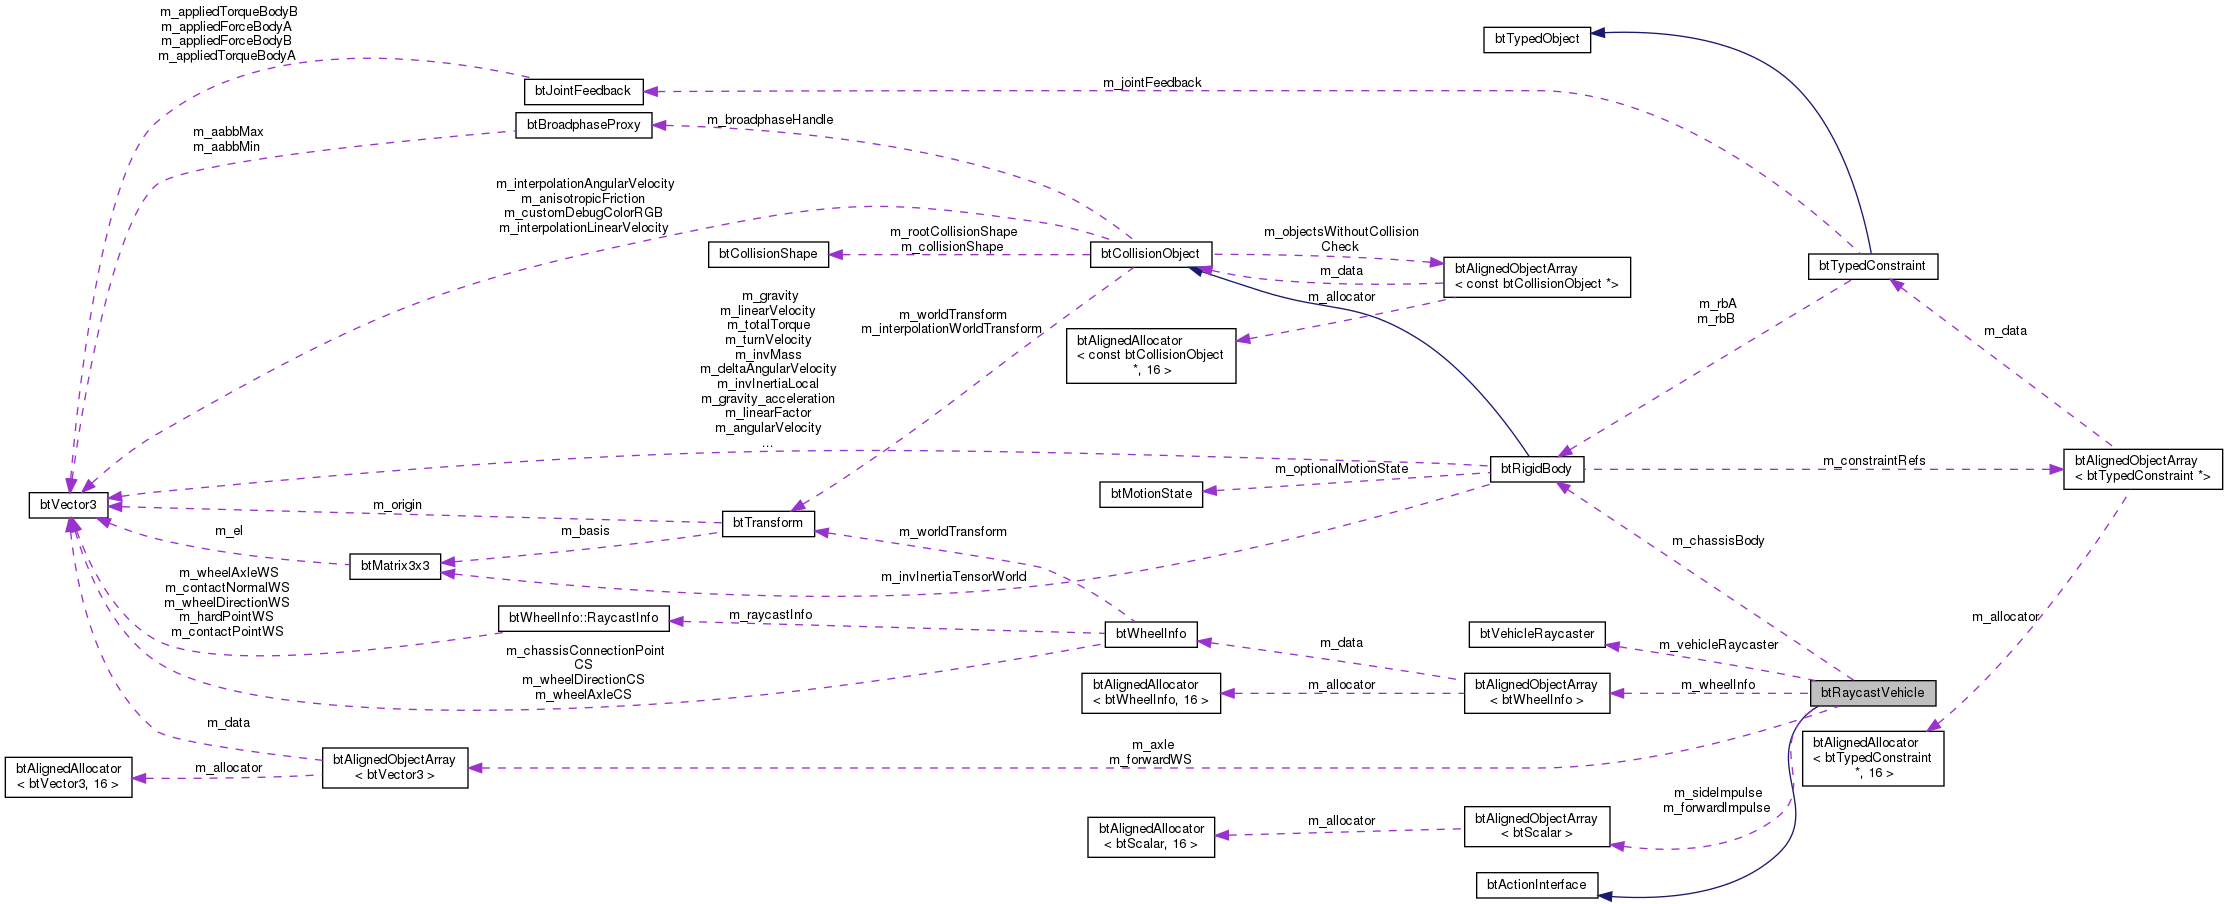 m_appliedTorqueBodyB
m_appliedForceBodyA
m_appliedForceBodyB
m_appliedTorqueBodyA
btTypedObject
btJointFeedback
m_jointFeedback
btBroadphaseProxy
m_broadphaseHandle
m_aabbMax
m_aabbMin
m_interpolationAngularVelocity
m_anisotropicFriction
m_customDebugColorRGB
m_interpolationLinearVelocity
m_rootCollisionShape
m_collisionShape
btCollisionShape
btCollisionObject
m_objectsWithoutCollision
Check
m_data
m_allocator
btAlignedObjectArray
< const btCollisionObject *>
btTypedConstraint
m_gravity
m_linearVelocity
m_totalTorque
m_turnVelocity
m_invMass
m_deltaAngularVelocity
m_invInertiaLocal
m_gravity_acceleration
m_linearFactor
m_angularVelocity
...
m_worldTransform
m_interpolationWorldTransform
btAlignedAllocator
< const btCollisionObject
*, 16 >
m_rbA
m_rbB
m_data
btRigidBody
m_constraintRefs
btAlignedObjectArray
< btTypedConstraint *>
m_optionalMotionState
btMotionState
btVector3
m_origin
btTransform
m_el
m_basis
btMatrix3x3
m_worldTransform
m_chassisBody
m_invInertiaTensorWorld
m_wheelAxleWS
m_contactNormalWS
m_wheelDirectionWS
m_hardPointWS
m_contactPointWS
btWheelInfo::RaycastInfo
m_raycastInfo
btWheelInfo
m_allocator
btVehicleRaycaster
m_vehicleRaycaster
m_chassisConnectionPoint
CS
m_wheelDirectionCS
m_wheelAxleCS
m_data
btAlignedAllocator
< btWheelInfo, 16 >
m_allocator
btAlignedObjectArray
< btWheelInfo >
m_wheelInfo
btRaycastVehicle
m_data
btAlignedAllocator
< btVector3, 16 >
m_allocator
btAlignedObjectArray
< btVector3 >
m_axle
m_forwardWS
btAlignedAllocator
< btTypedConstraint
*, 16 >
m_sideImpulse
m_forwardImpulse
btAlignedAllocator
< btScalar, 16 >
m_allocator
btAlignedObjectArray
< btScalar >
btActionInterface